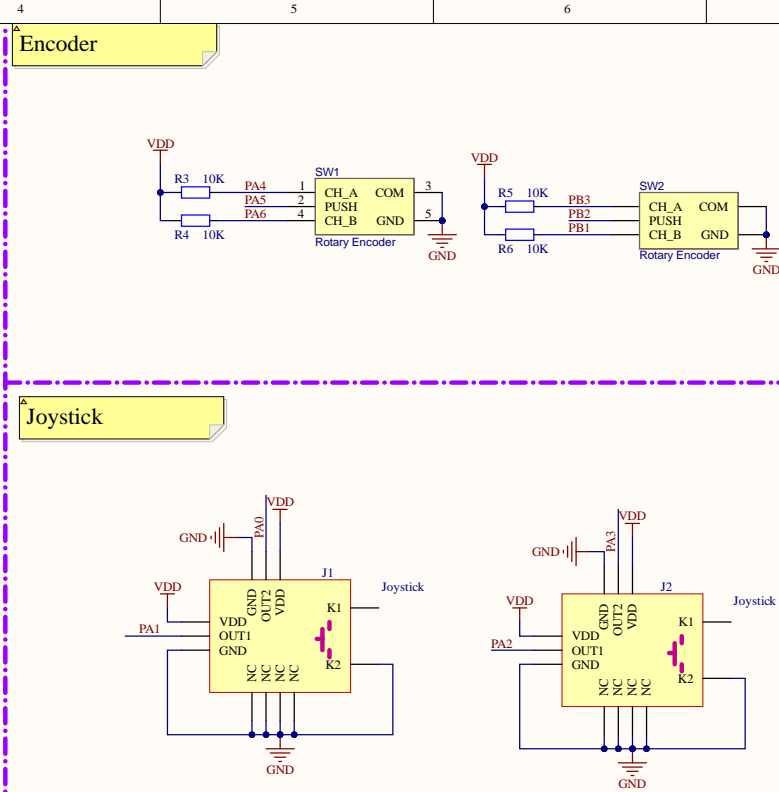 4 5 6
Encoder
VDD
R3 10K PA4 1
PA5 2
PA6 4
R4 10K
SW1
CH_A COM 3
PUSH
CH_B GND 5
Rotary Encoder
GND
VDD
R5 10K PB3
PB2
PB1
R6 10K
SW2
CH_A COM
PUSH
CH_B GND
Rotary Encoder
GND
Joystick
VDD
GND
PA0
VDD
PA1
J1
Joystick
GND
OUT2
VDD
K1
VDD
OUT1
GND
K2
NC
NC
NC
NC
GND
VDD
GND
PA3
VDD
PA2
J2
Joystick
GND
OUT2
VDD
K1
VDD
OUT1
GND
K2
NC
NC
NC
NC
GND